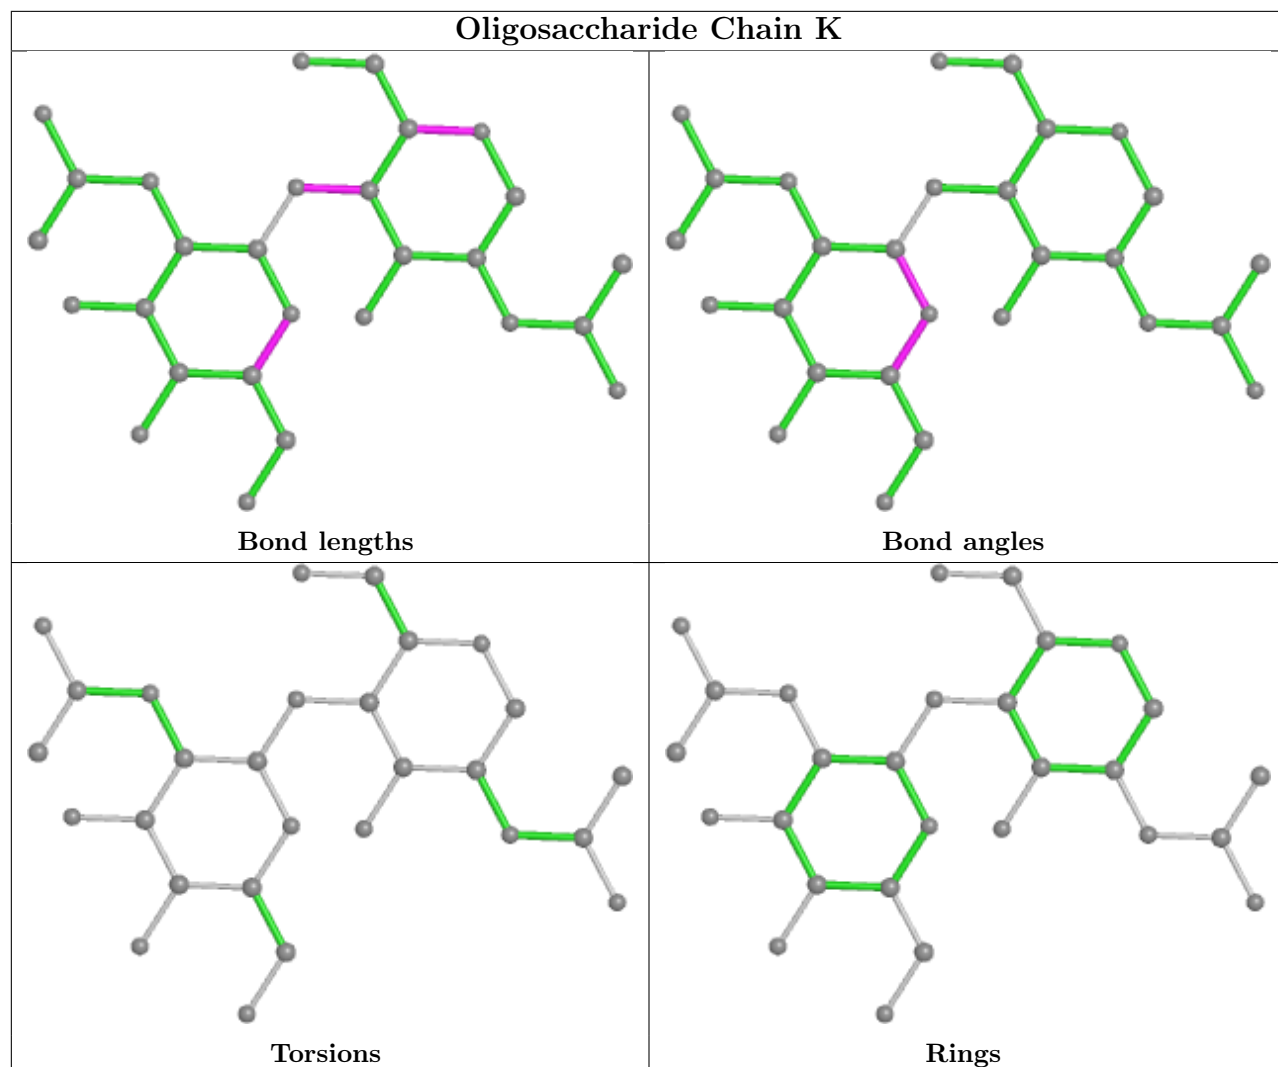 Oligosaccharide Chain K
Bond lengths
Bond angles
Torsions
Rings